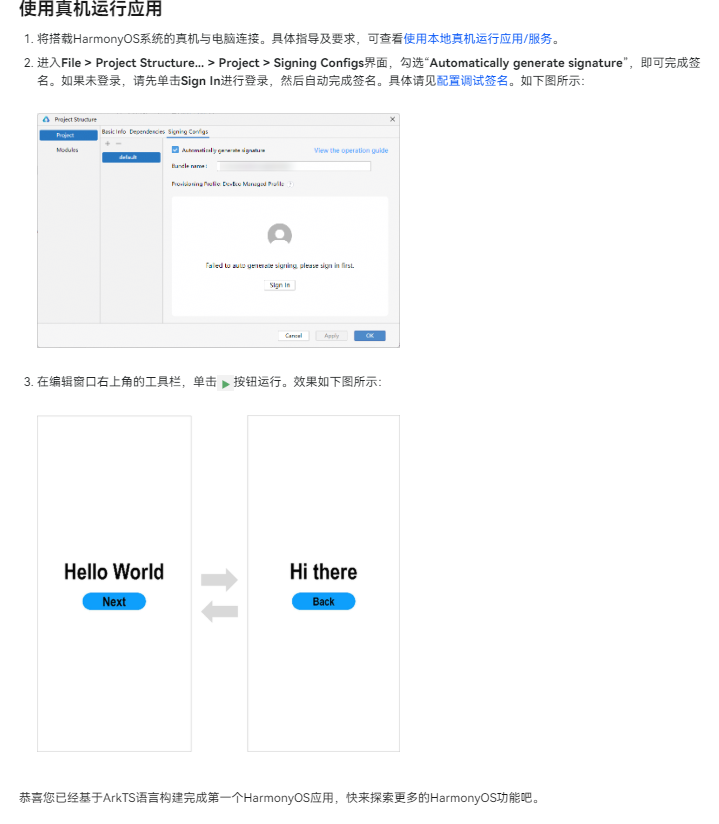 使用真机运行应用
1. 将搭载HarmonyOS系统的真机与电脑连接。具体指导及要求，可查看使用本地真机运行应用/服务。
2. 进入File > Project Structure... > Project > Signing Configs界面，勾选“Automatically generate signature”，即可完成签
名。如果未登录，请先单击Sign In进行登录，然后自动完成签名。具体请见配置调试签名。如下图所示：
Project Structure
Project
Modules
Basic Info Dependencies Signing Configs
default
Automatically generate signature
View the operation guide
Bundle name:
Provisioning Profile: DevEco Managed Profile
Failed to auto generate signing, please sign in first.
Sign In
Cancel Apply OK
3. 在编辑窗口右上角的工具栏，单击按钮运行。效果如下图所示：
Hello World
Next
Hi there
Back
恭喜您已经基于ArkTS语言构建完成第一个HarmonyOS应用，快来探索更多的HarmonyOS功能吧。